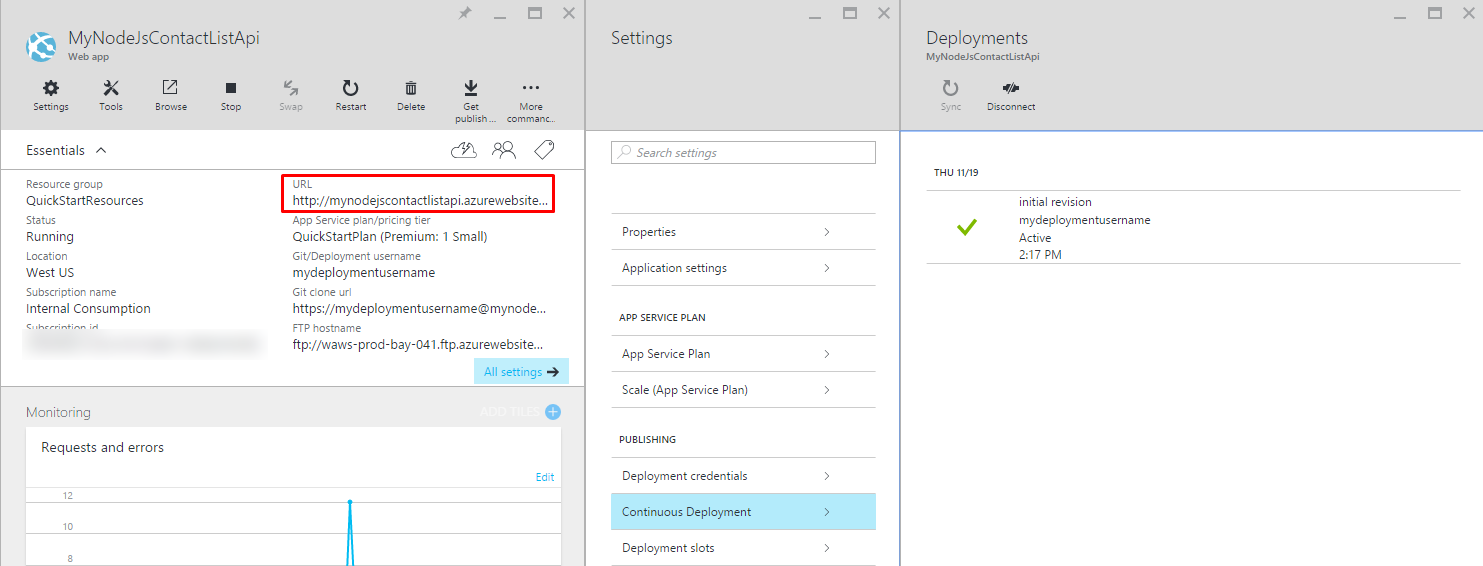 MyNodeJsContactListApi
Web app
Settings
Tools
Browse
Stop
Swap
Restart
Delete
Get publish ...
More commanc...
Essentials
Resource group
QuickStartResources
Status
Running
Location
West US
Subscription name
Internal Consumption
Subscription id
URL
http://mynodejscontactlistapi.azurewebsite...
App Service plan/pricing tier
QuickStartPlan (Premium: 1 Small)
Git/Deployment username
mydeploymentusername
Git clone url
https://mydeploymentusername@mynode...
FTP hostname
ftp://waws-prod-bay-041.ftp.azurewebsite...
All settings
Monitoring
ADD TILES
Requests and errors
Edit
12
10
8
Settings
Search settings
Properties
Application settings
APP SERVICE PLAN
App Service Plan
Scale (App Service Plan)
PUBLISHING
Deployment credentials
Continuous Deployment
Deployment slots
Deployments
MyNodeJsContactListApi
Sync
Disconnect
THU 11/19
initial revision
mydeploymentusername
Active
2:17 PM